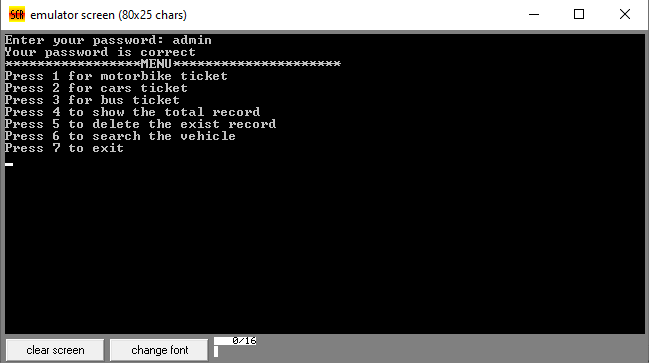 SCR emulator screen (80x25 chars)
Enter your password: admin
Your password is correct
*****************MENU*********************
Press 1 for motorbike ticket
Press 2 for cars ticket
Press 3 for bus ticket
Press 4 to show the total record
Press 5 to delete the exist record
Press 6 to search the vehicle
Press 7 to exit
clear screen change font 0/16